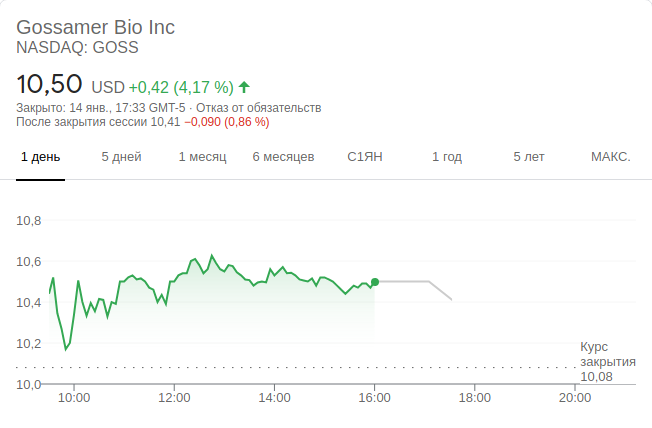 Gossamer Bio Inc
NASDAQ: GOSS
10,50 USD +0,42 (4,17 %)
Закрыто: 14 янв., 17:33 GMT-5 · Отказ от обязательств
После закрытия сессии 10,41 −0,090 (0,86 %)
1 день 5 дней 1 месяц 6 месяцев С1ЯН 1 год 5 лет МАКС.
10,8
10,6
10,4
10,2
Курс
закрытия
10,08
10,0
10:00 12:00 14:00 16:00 18:00 20:00